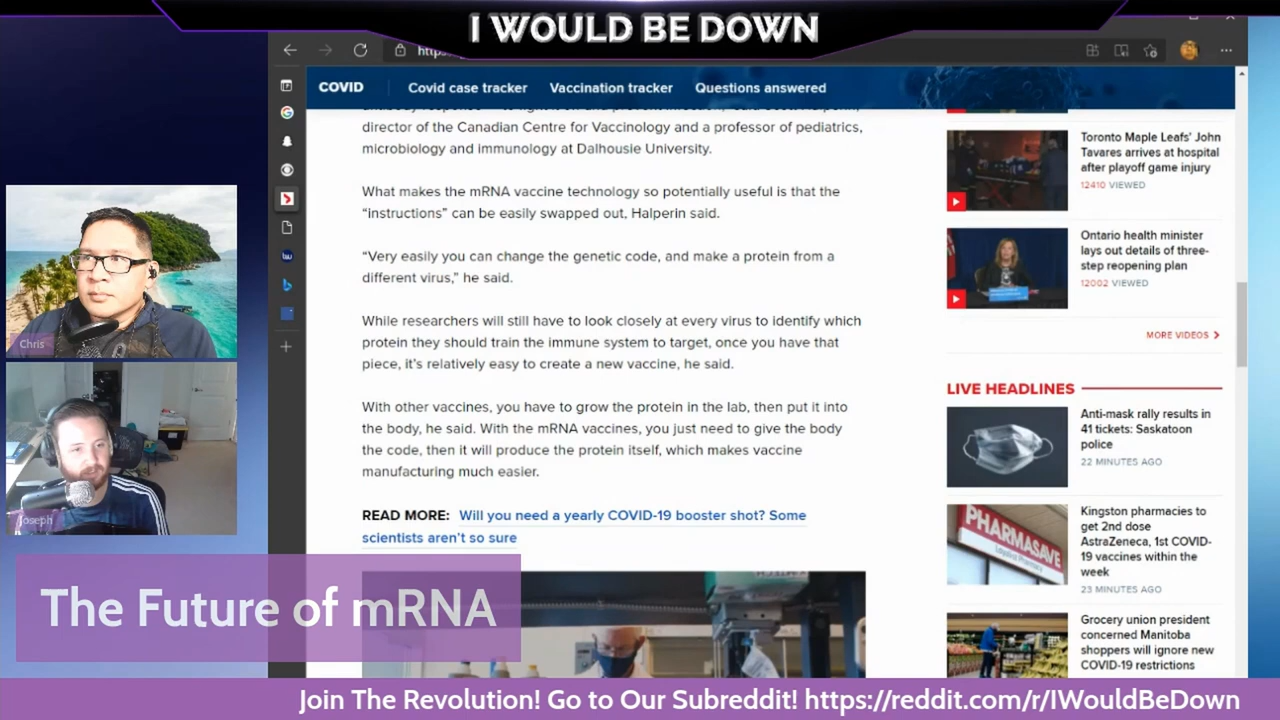 I WOULD BE DOWN
COVID
Covid case tracker
Vaccination tracker
Questions answered
director of the Canadian Centre for Vaccinology and a professor of pediatrics,
microbiology and immunology at Dalhousie University.
What makes the mRNA vaccine technology so potentially useful is that the
“instructions” can be easily swapped out, Halperin said.
“Very easily you can change the genetic code, and make a protein from a
different virus,” he said.
While researchers will still have to look closely at every virus to identify which
protein they should train the immune system to target, once you have that
piece, it’s relatively easy to create a new vaccine, he said.
With other vaccines, you have to grow the protein in the lab, then put it into
the body, he said. With the mRNA vaccines, you just need to give the body
the code, then it will produce the protein itself, which makes vaccine
manufacturing much easier.
READ MORE: Will you need a yearly COVID-19 booster shot? Some
scientists aren’t so sure
Toronto Maple Leafs’ John
Tavares arrives at hospital
after playoff game injury
12410 VIEWED
Ontario health minister
lays out details of three-
step reopening plan
12002 VIEWED
MORE VIDEOS
LIVE HEADLINES
Anti-mask rally results in
41 tickets: Saskatoon
police
22 MINUTES AGO
PHARMASAVE
Kingston pharmacies to
get 2nd dose
AstraZeneca, 1st COVID-
19 vaccines within the
week
23 MINUTES AGO
Grocery union president
concerned Manitoba
shoppers will ignore new
COVID-19 restrictions
Chris
Joseph
The Future of mRNA
Join The Revolution! Go to Our Subreddit! https://reddit.com/r/IWouldBeDown